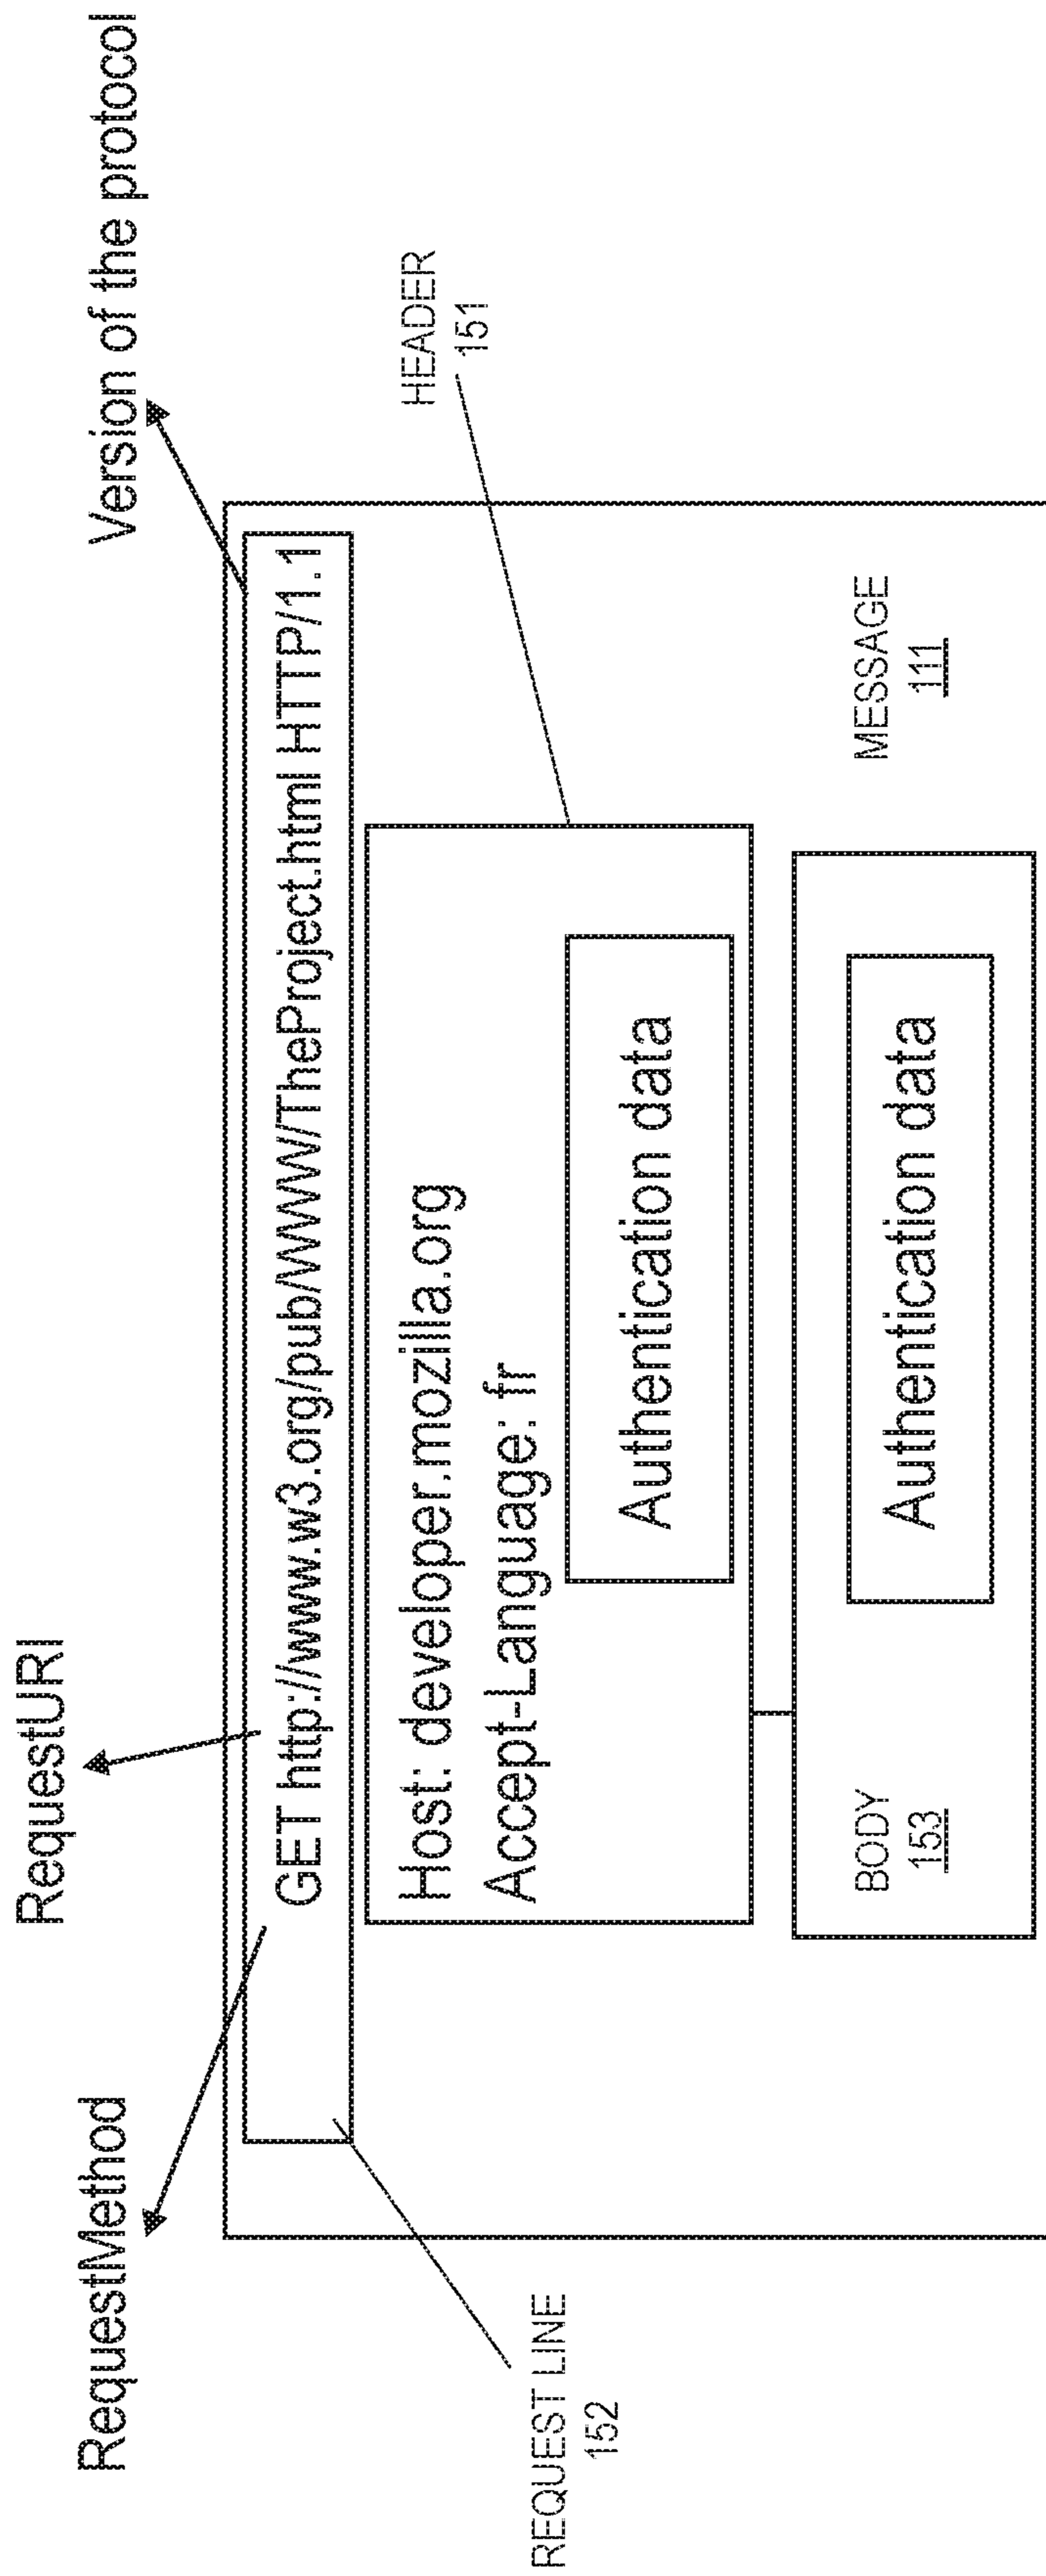 RequestMethod
RequestURI
Version of the protocol
GET http://www.w3.org/pub/WWW/TheProject.html HTTP/1.1
REQUEST LINE
152
Host: developer.mozilla.org
Accept-Language: fr
Authentication data
HEADER
151
BODY
153
Authentication data
MESSAGE
111